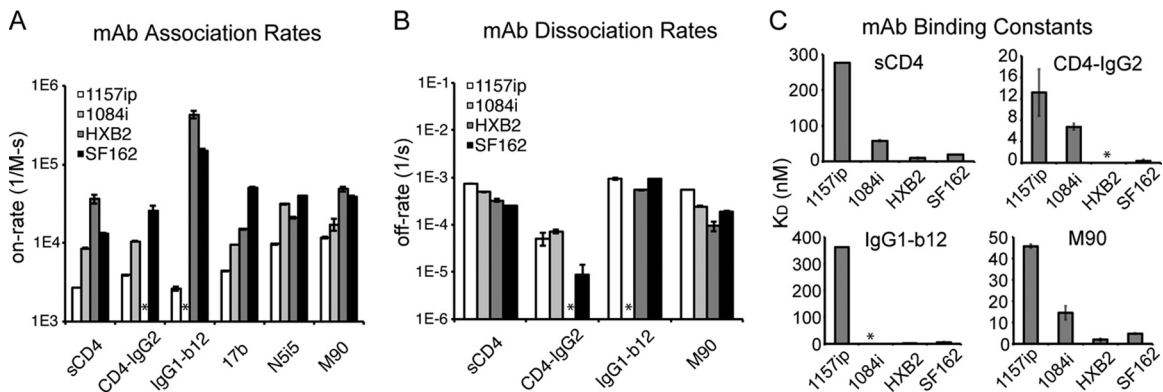 A
mAb Association Rates
on-rate (1/M-s)
1E6
1E5
1E4
1E3
1157ip
1084i
HXB2
SF162
*
*
sCD4
CD4-IgG2
IgG1-b12
17b
N5i5
M90
B
mAb Dissociation Rates
off-rate (1/s)
1E-1
1E-2
1E-3
1E-4
1E-5
1E-6
1157ip
1084i
HXB2
SF162
*
*
sCD4
CD4-IgG2
IgG1-b12
M90
C
mAb Binding Constants
KD (nM)
sCD4
300
200
100
0
1157ip
1084i
HXB2
SF162
CD4-IgG2
20
16
12
8
4
0
*
1157ip
1084i
HXB2
SF162
IgG1-b12
400
300
200
100
0
*
1157ip
1084i
HXB2
SF162
M90
50
40
30
20
10
0
1157ip
1084i
HXB2
SF162